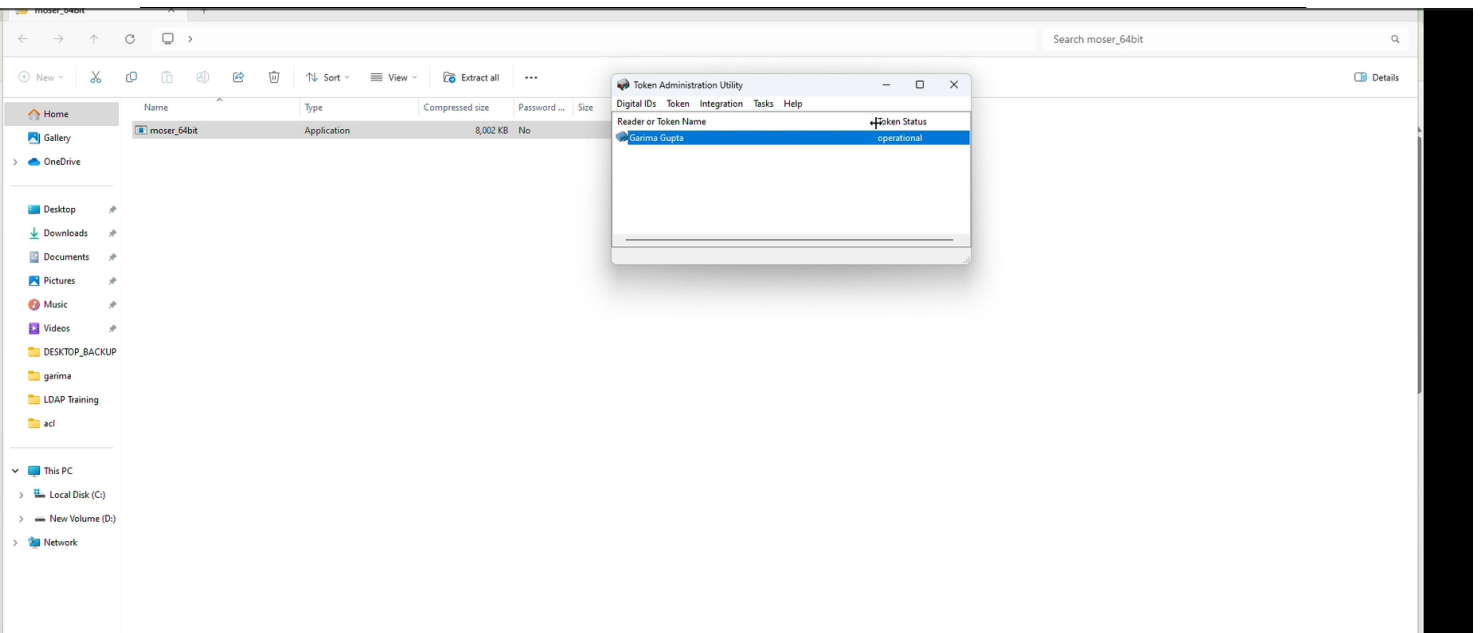 moser_64bit
Search moser_64bit
New
Sort
View
Extract all
...
Details
Name Type Compressed size Password ... Size
moser_64bit Application 8,002 KB No
Home
Gallery
OneDrive
Desktop
Downloads
Documents
Pictures
Music
Videos
DESKTOP_BACKUP
garima
LDAP Training
acl
This PC
Local Disk (C:)
New Volume (D:)
Network
Token Administration Utility
Digital IDs Token Integration Tasks Help
Reader or Token Name Token Status
Garima Gupta operational